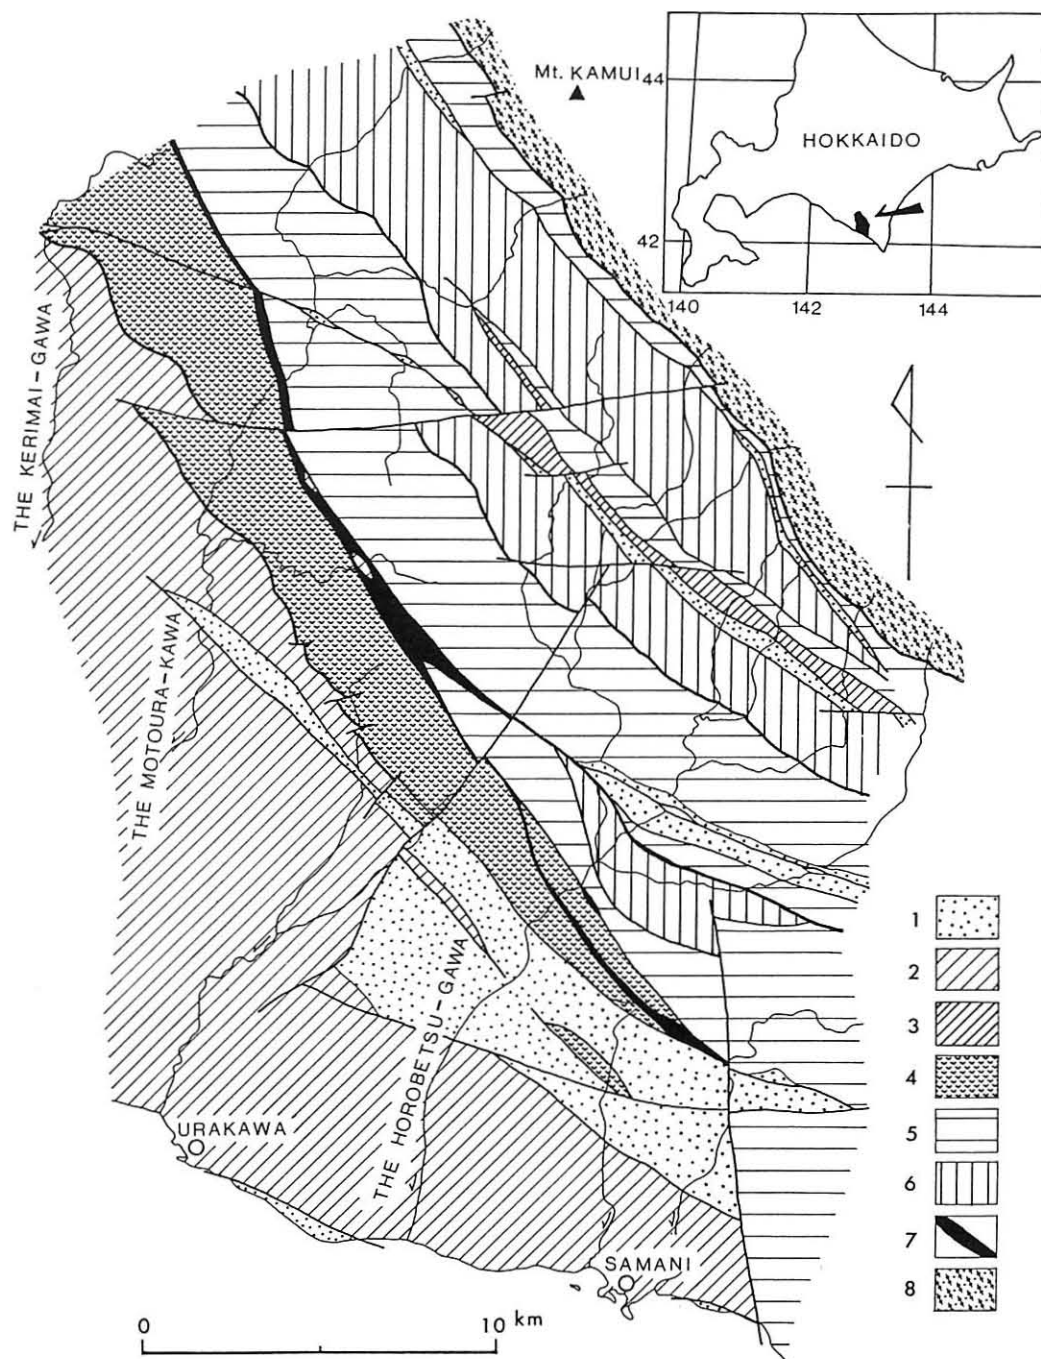 Mt. KAMUI
44
HOKKAIDO
42
140
142
144
THE KERIMAI-GAWA
THE MOTOURA-KAWA
THE HOROBETSU-GAWA
URAKAWA
SAMANI
1
2
3
4
5
6
7
8
0
10 km